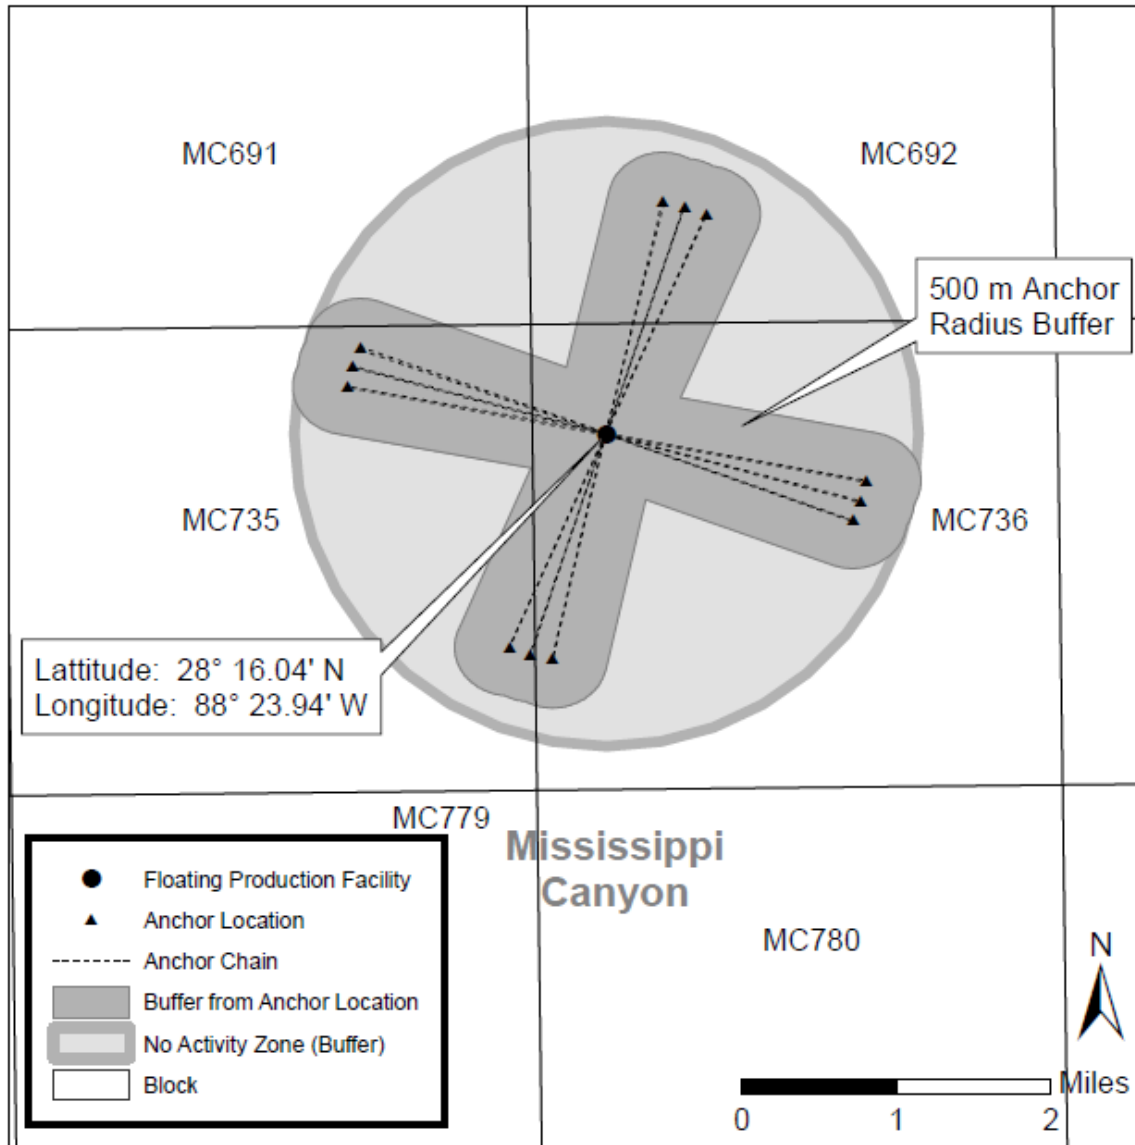 MC691
MC692
500 m Anchor
Radius Buffer
MC735
MC736
Lattitude: 28° 16.04' N
Longitude: 88° 23.94' W
MC779
Mississippi
Canyon
MC780
Floating Production Facility
Anchor Location
Anchor Chain
Buffer from Anchor Location
No Activity Zone (Buffer)
Block
N
Miles
0 1 2